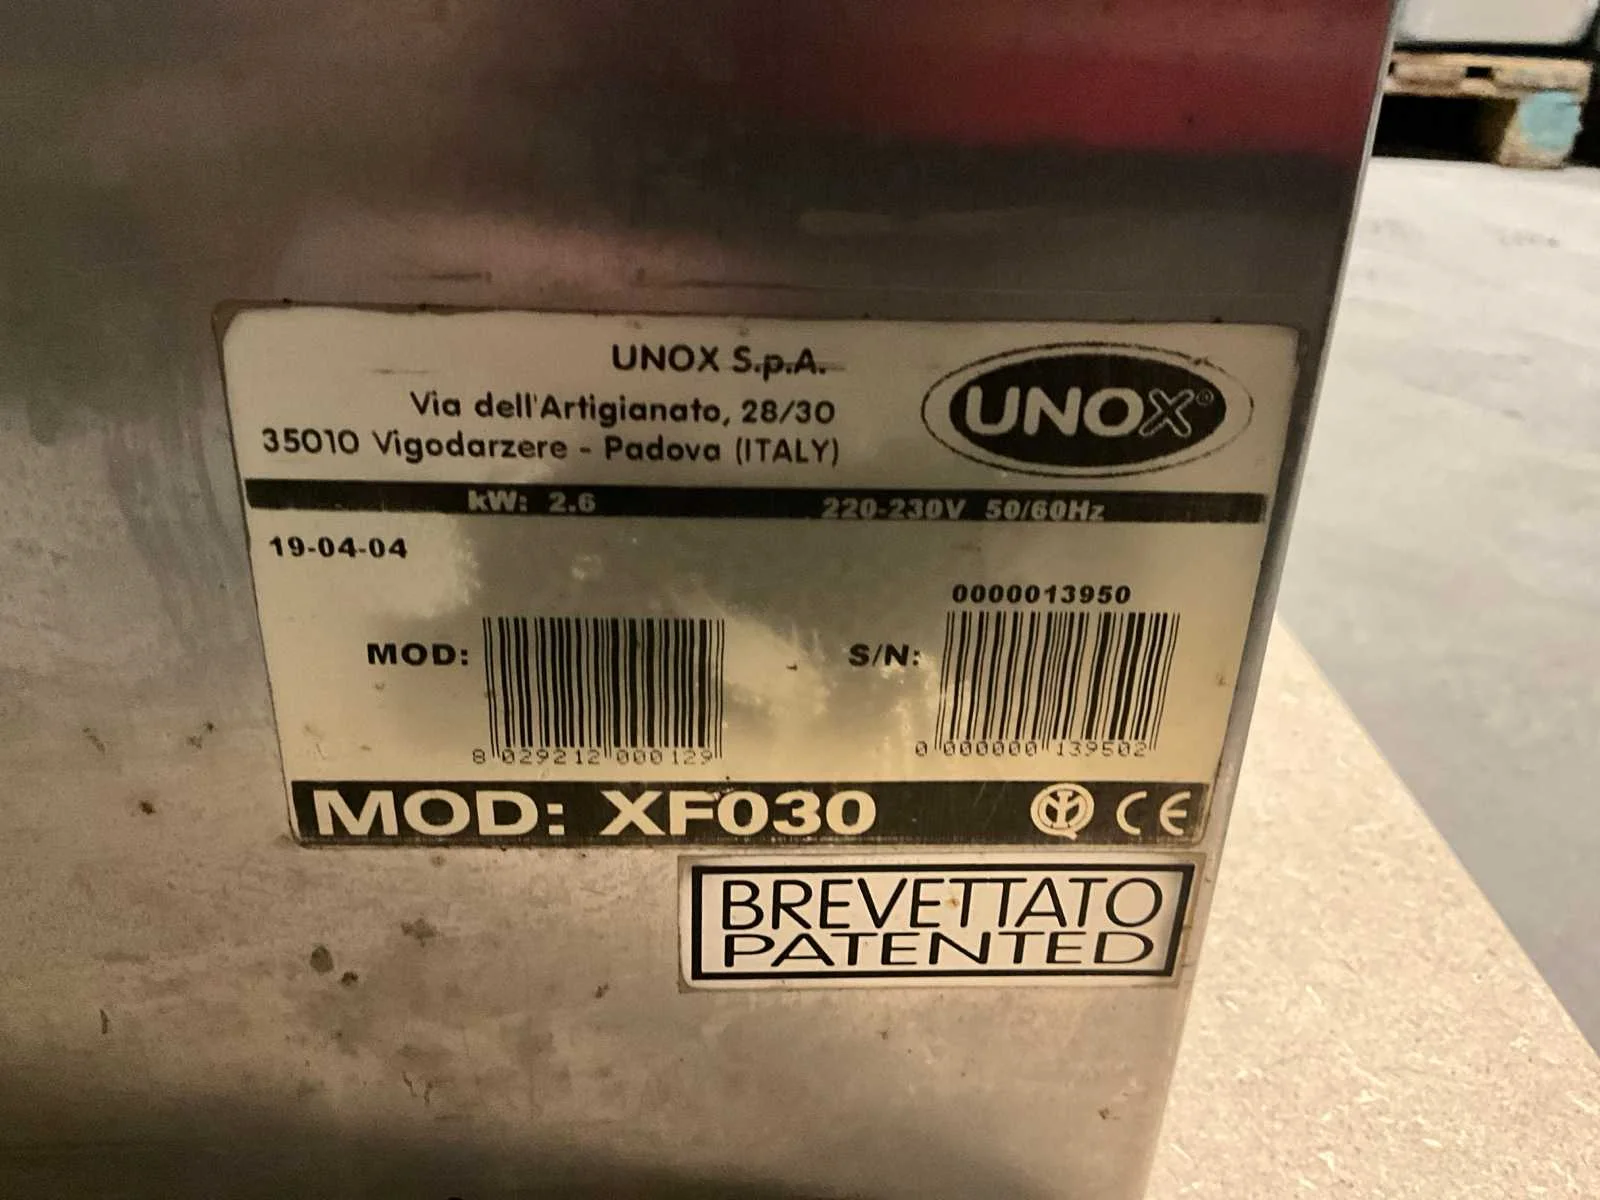 UNOX S.p.A.
Via dell'Artigianato, 28/30
35010 Vigodarzere - Padova (ITALY)
UNOX®
kW: 2.6 220-230V 50/60Hz
19-04-04
0000013950
MOD: S/N:
8 029212 000129 0 000000 139502
MOD: XF030 CE
BREVETTATO
PATENTED